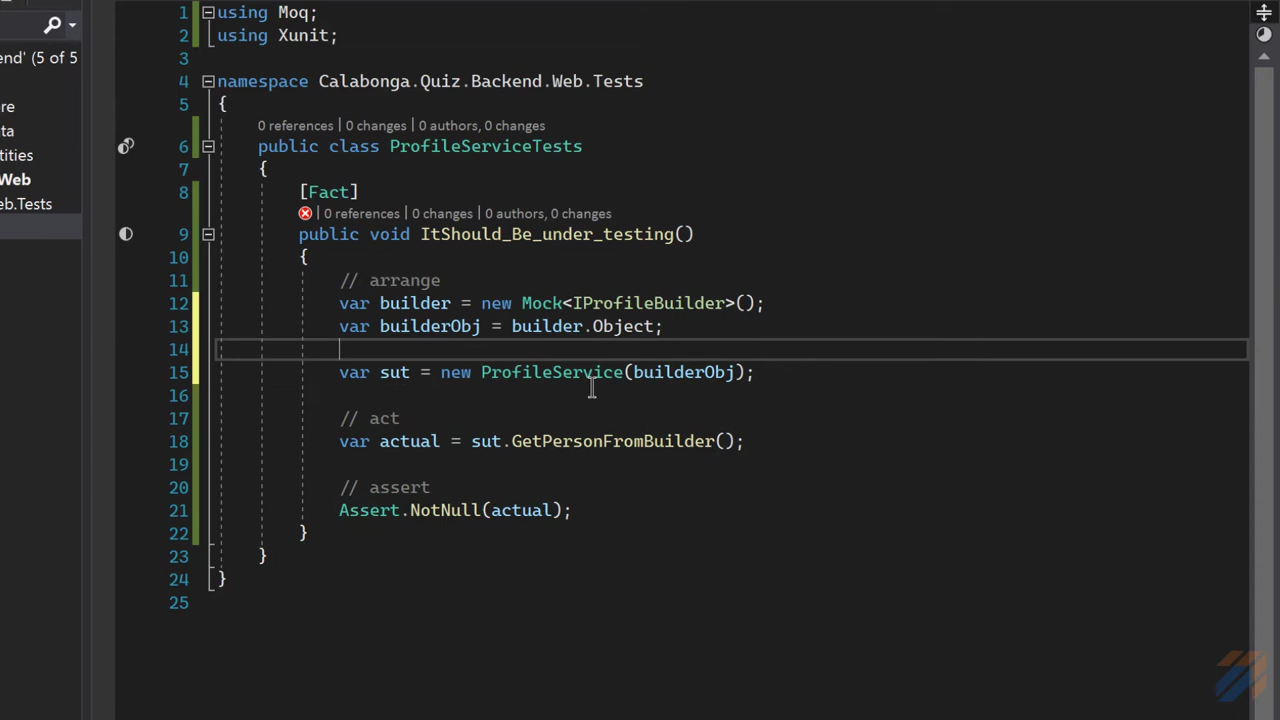 end' (5 of 5
re
ta
tities
Web
eb.Tests
1 using Moq;
2 using Xunit;
3
4 namespace Calabonga.Quiz.Backend.Web.Tests
5 {
0 references | 0 changes | 0 authors, 0 changes
6 public class ProfileServiceTests
7 {
8 [Fact]
0 references | 0 changes | 0 authors, 0 changes
9 public void ItShould_Be_under_testing()
10 {
11 // arrange
12 var builder = new Mock<IProfileBuilder>();
13 var builderObj = builder.Object;
14
15 var sut = new ProfileService(builderObj);
16
17 // act
18 var actual = sut.GetPersonFromBuilder();
19
20 // assert
21 Assert.NotNull(actual);
22 }
23 }
24 }
25